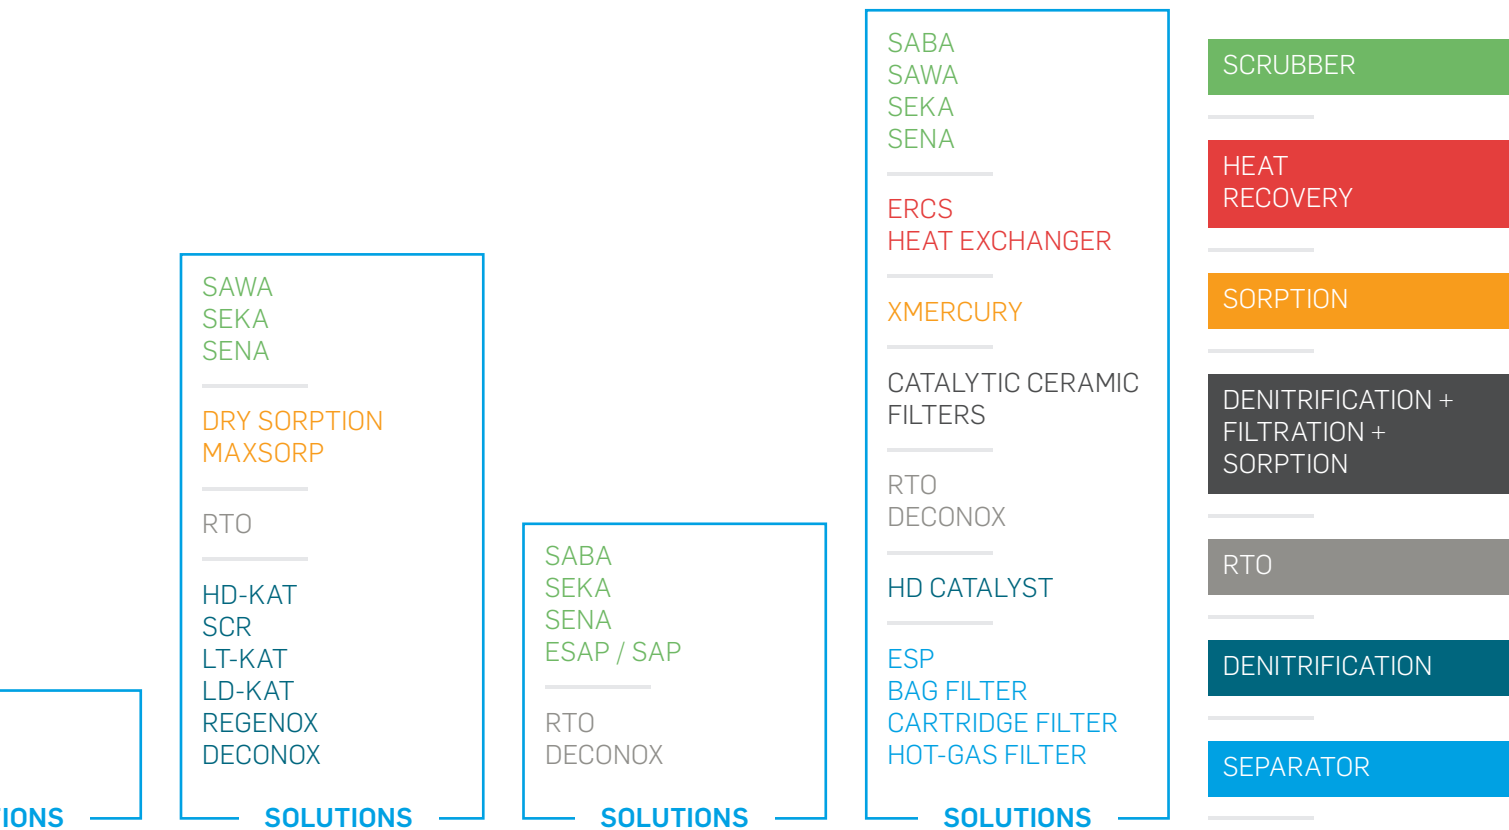 SAWA
SEKA
SENA
DRY SORPTION
MAXSORP
RTO
HD-KAT
SCR
LT-KAT
LD-KAT
REGENOX
DECONOX
SABA
SEKA
SENA
ESAP / SAP
RTO
DECONOX
SABA
SAWA
SEKA
SENA
ERCS
HEAT EXCHANGER
XMERCURY
CATALYTIC CERAMIC
FILTERS
RTO
DECONOX
HD CATALYST
ESP
BAG FILTER
CARTRIDGE FILTER
HOT-GAS FILTER
SCRUBBER
HEAT
RECOVERY
SORPTION
DENITRIFICATION +
FILTRATION +
SORPTION
RTO
DENITRIFICATION
SEPARATOR
IONS
SOLUTIONS
SOLUTIONS
SOLUTIONS